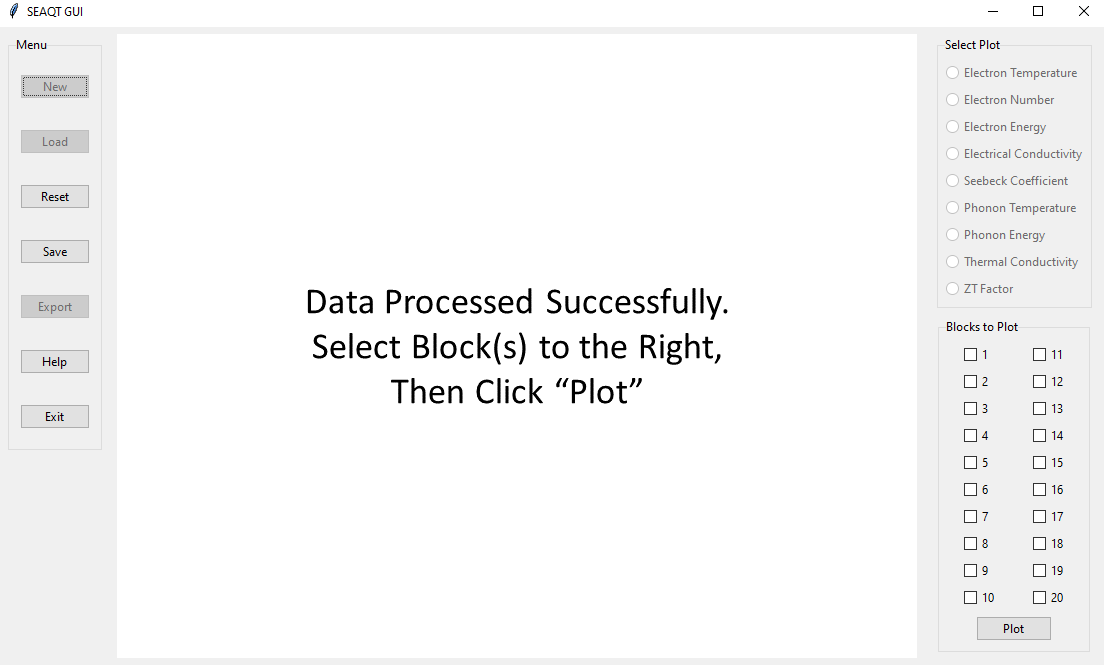 SEAQT GUI
Menu
New
Load
Reset
Save
Export
Help
Exit
Data Processed Successfully.
Select Block(s) to the Right,
Then Click “Plot”
Select Plot
Electron Temperature
Electron Number
Electron Energy
Electrical Conductivity
Seebeck Coefficient
Phonon Temperature
Phonon Energy
Thermal Conductivity
ZT Factor
Blocks to Plot
1 11
2 12
3 13
4 14
5 15
6 16
7 17
8 18
9 19
10 20
Plot